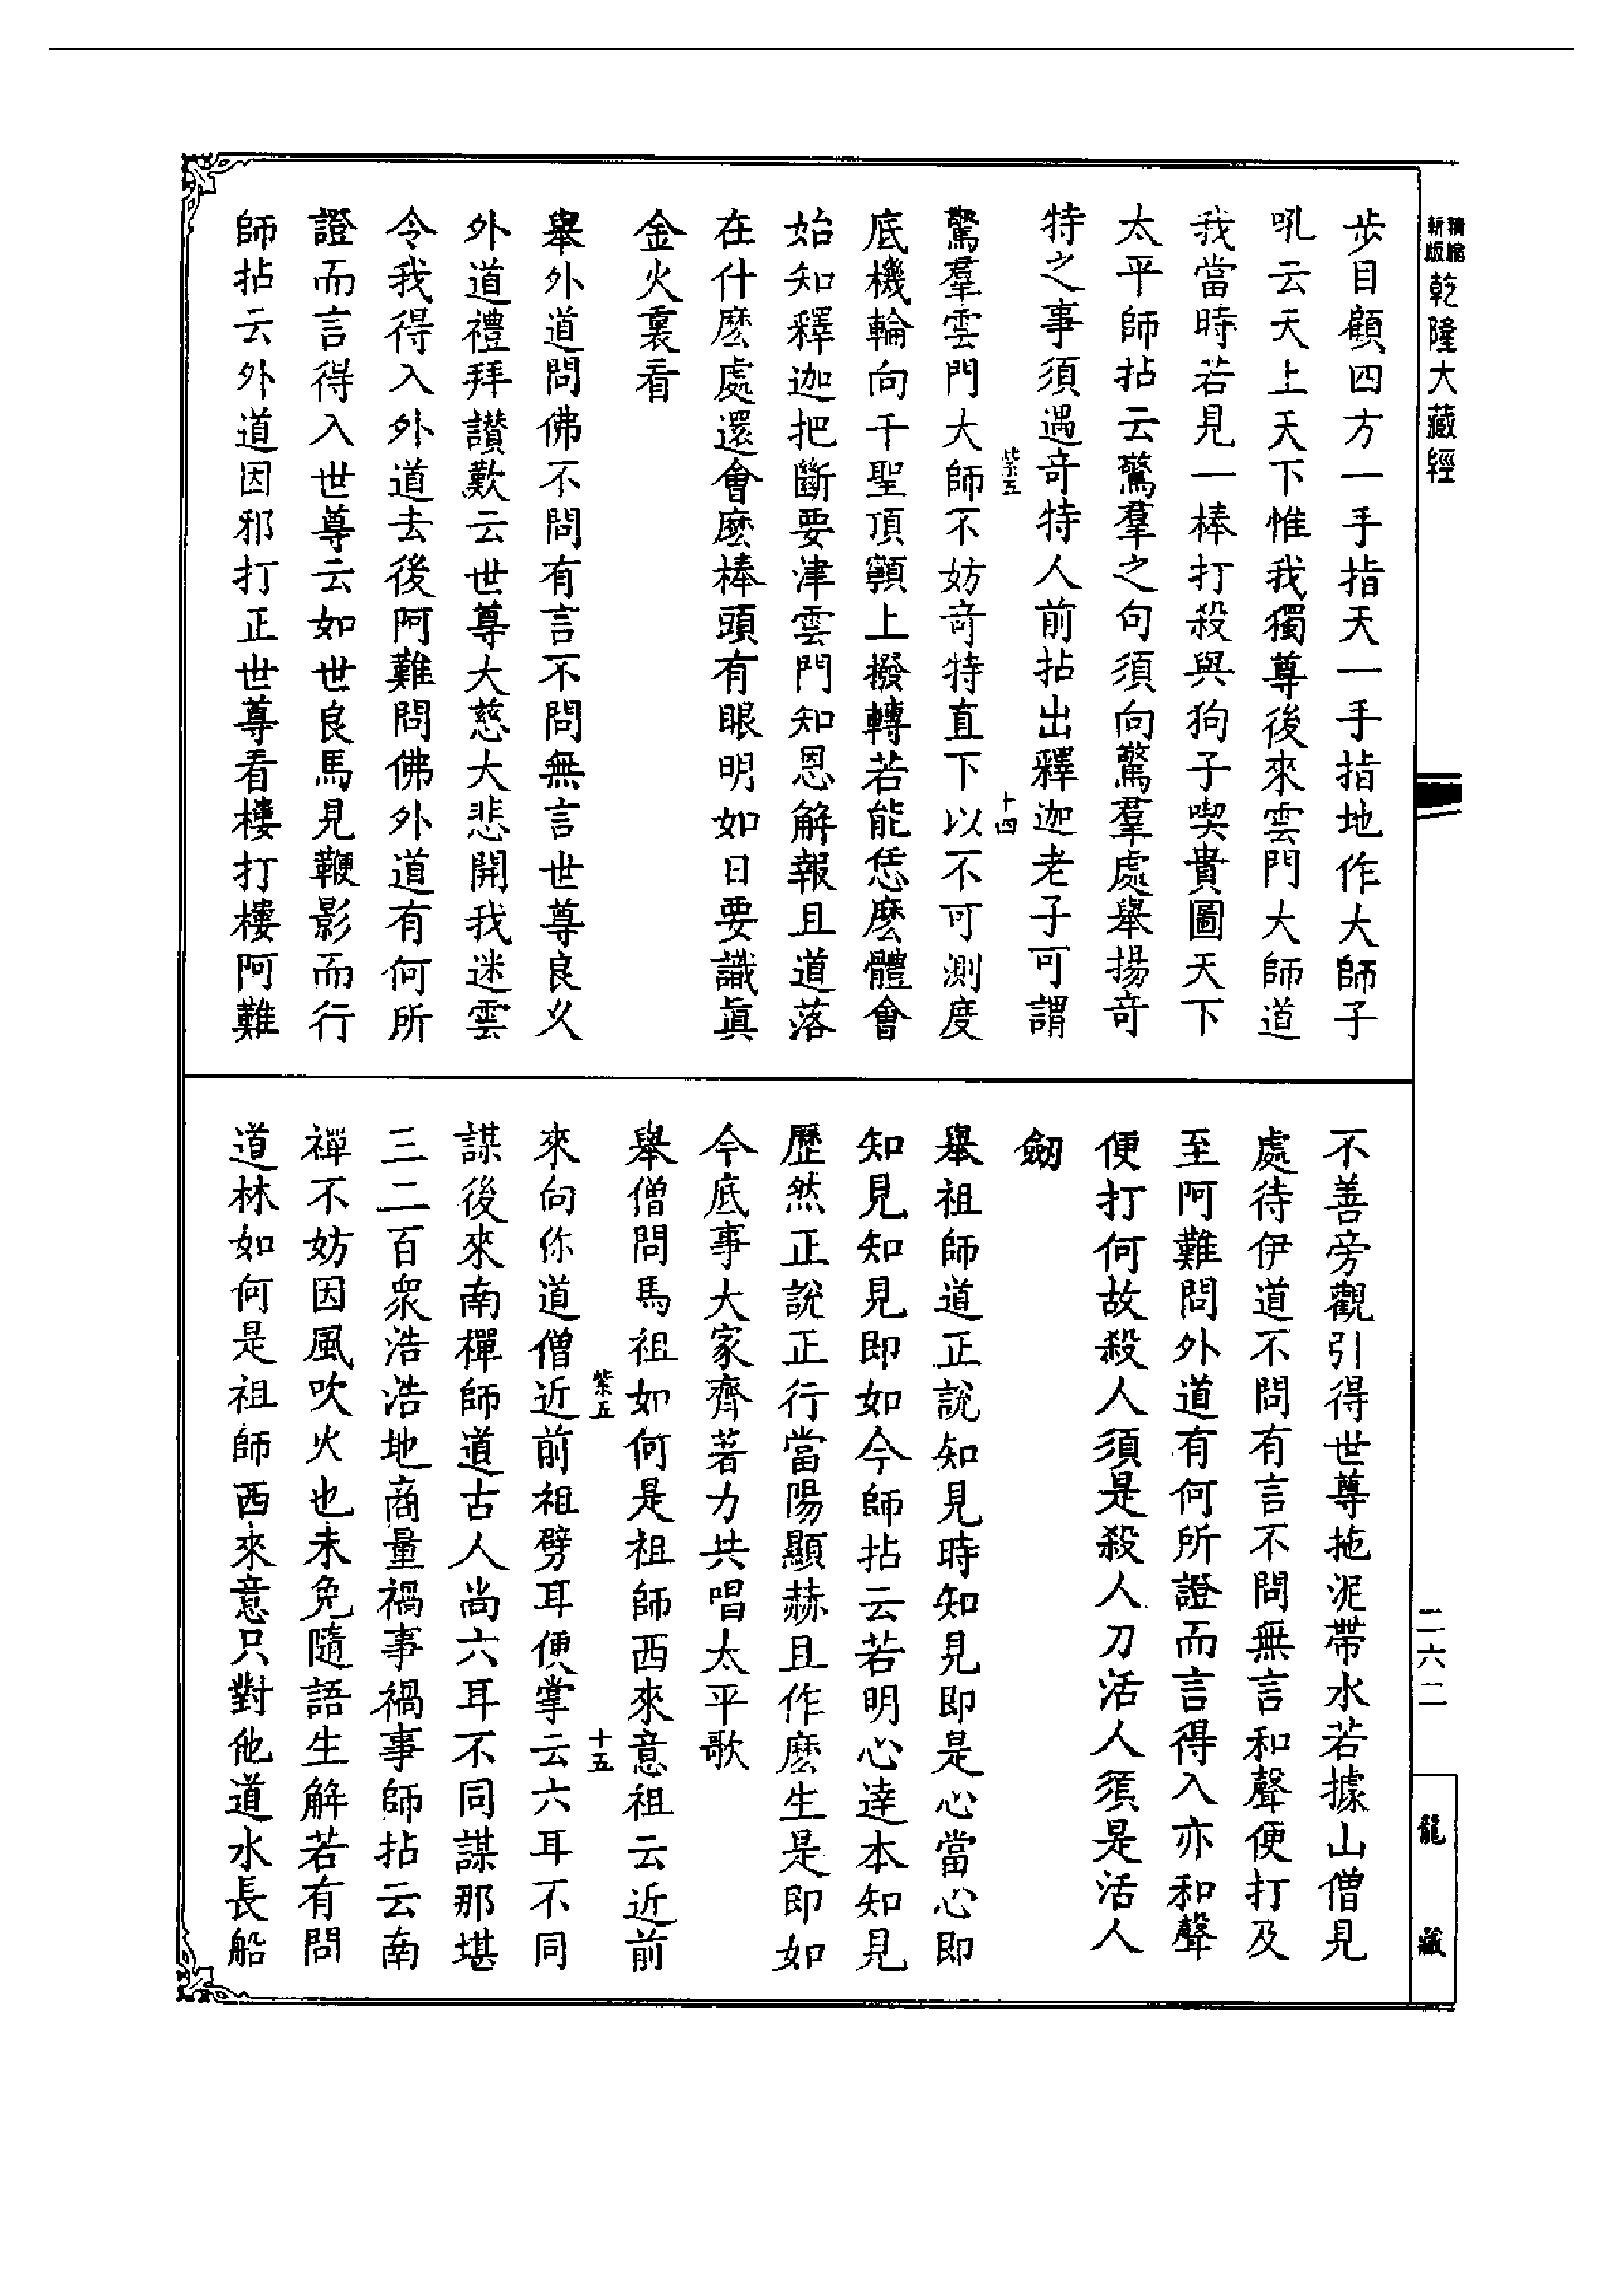 精縮新版乾隆大藏經
步目顧四方一手指天一手指地作大師子
吼云天上天下惟我獨尊後來雲門大師道
我當時若見一棒打殺與狗子喫貴圖天下
太平師拈云驚羣之句須向驚羣處舉揚奇
特之事須遇奇特人前拈出釋迦老子可謂
紫五
十四
驚羣雲門大師不妨奇特直下以不可測度
底機輪向千聖頂𩕳上撥轉若能恁麽體會
始知釋迦把斷要津雲門知恩解報且道落
在什麽處還會麽棒頭有眼明如日要識眞
金火裏看
舉外道問佛不問有言不問無言世尊良久
外道禮拜讃歎云世尊大慈大悲開我迷雲
令我得入外道去後阿難問佛外道有何所
證而言得入世尊云如世良馬見鞭影而行
師拈云外道因邪打正世尊看樓打樓阿難
不善旁觀引得世尊拖泥帶水若據山僧見
處待伊道不問有言不問無言和聲便打及
至阿難問外道有何所證而言得入亦和聲
便打何故殺人須是殺人刀活人須是活人
劒
舉祖師道正說知見時知見即是心當心即
知見知見即如今師拈云若明心達本知見
歷然正說正行當陽顯赫且作麽生是即如
今底事大家齊著力共唱太平歌
舉僧問馬祖如何是祖師西來意祖云近前
紫五
十五
來向你道僧近前祖劈耳便掌云六耳不同
謀後來南禪師道古人尚六耳不同謀那堪
三二百衆浩浩地商量禍事禍事師拈云南
禪不妨因風吹火也未免隨語生解若有問
道林如何是祖師西來意只對他道水長船
二六二
龍藏